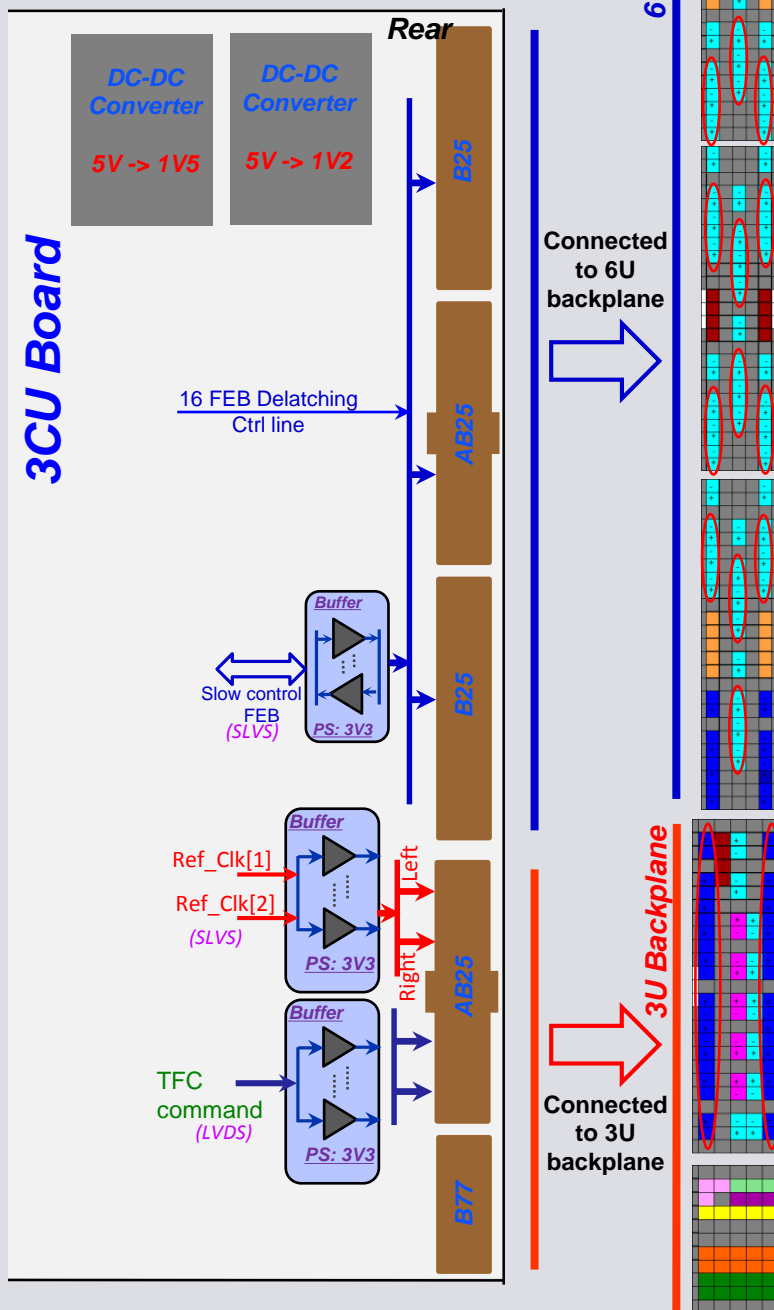 Rear
DC-DC
Converter
5V -> 1V5
DC-DC
Converter
5V -> 1V2
3CU Board
B25
6
Connected
to 6U
backplane
16 FEB Delatching
Ctrl line
AB25
Buffer
PS: 3V3
Slow control
FEB
(SLVS)
B25
Buffer
Ref_Clk[1]
Ref_Clk[2]
(SLVS)
PS: 3V3
Left
Right
AB25
3U Backplane
Buffer
TFC
command
(LVDS)
PS: 3V3
Connected
to 3U
backplane
B77